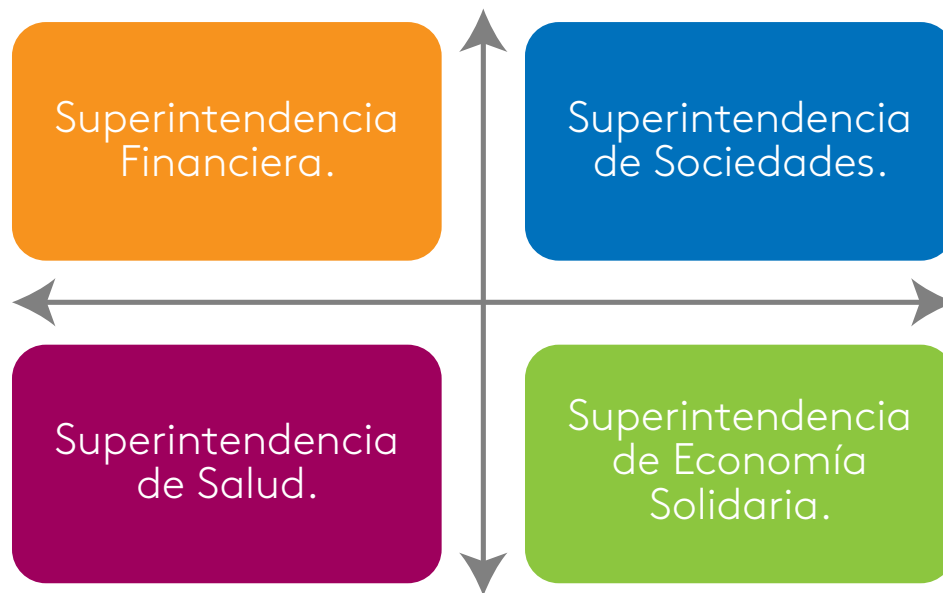 Superintendencia
Financiera.
Superintendencia
de Sociedades.
Superintendencia
de Salud.
Superintendencia
de Economía
Solidaria.